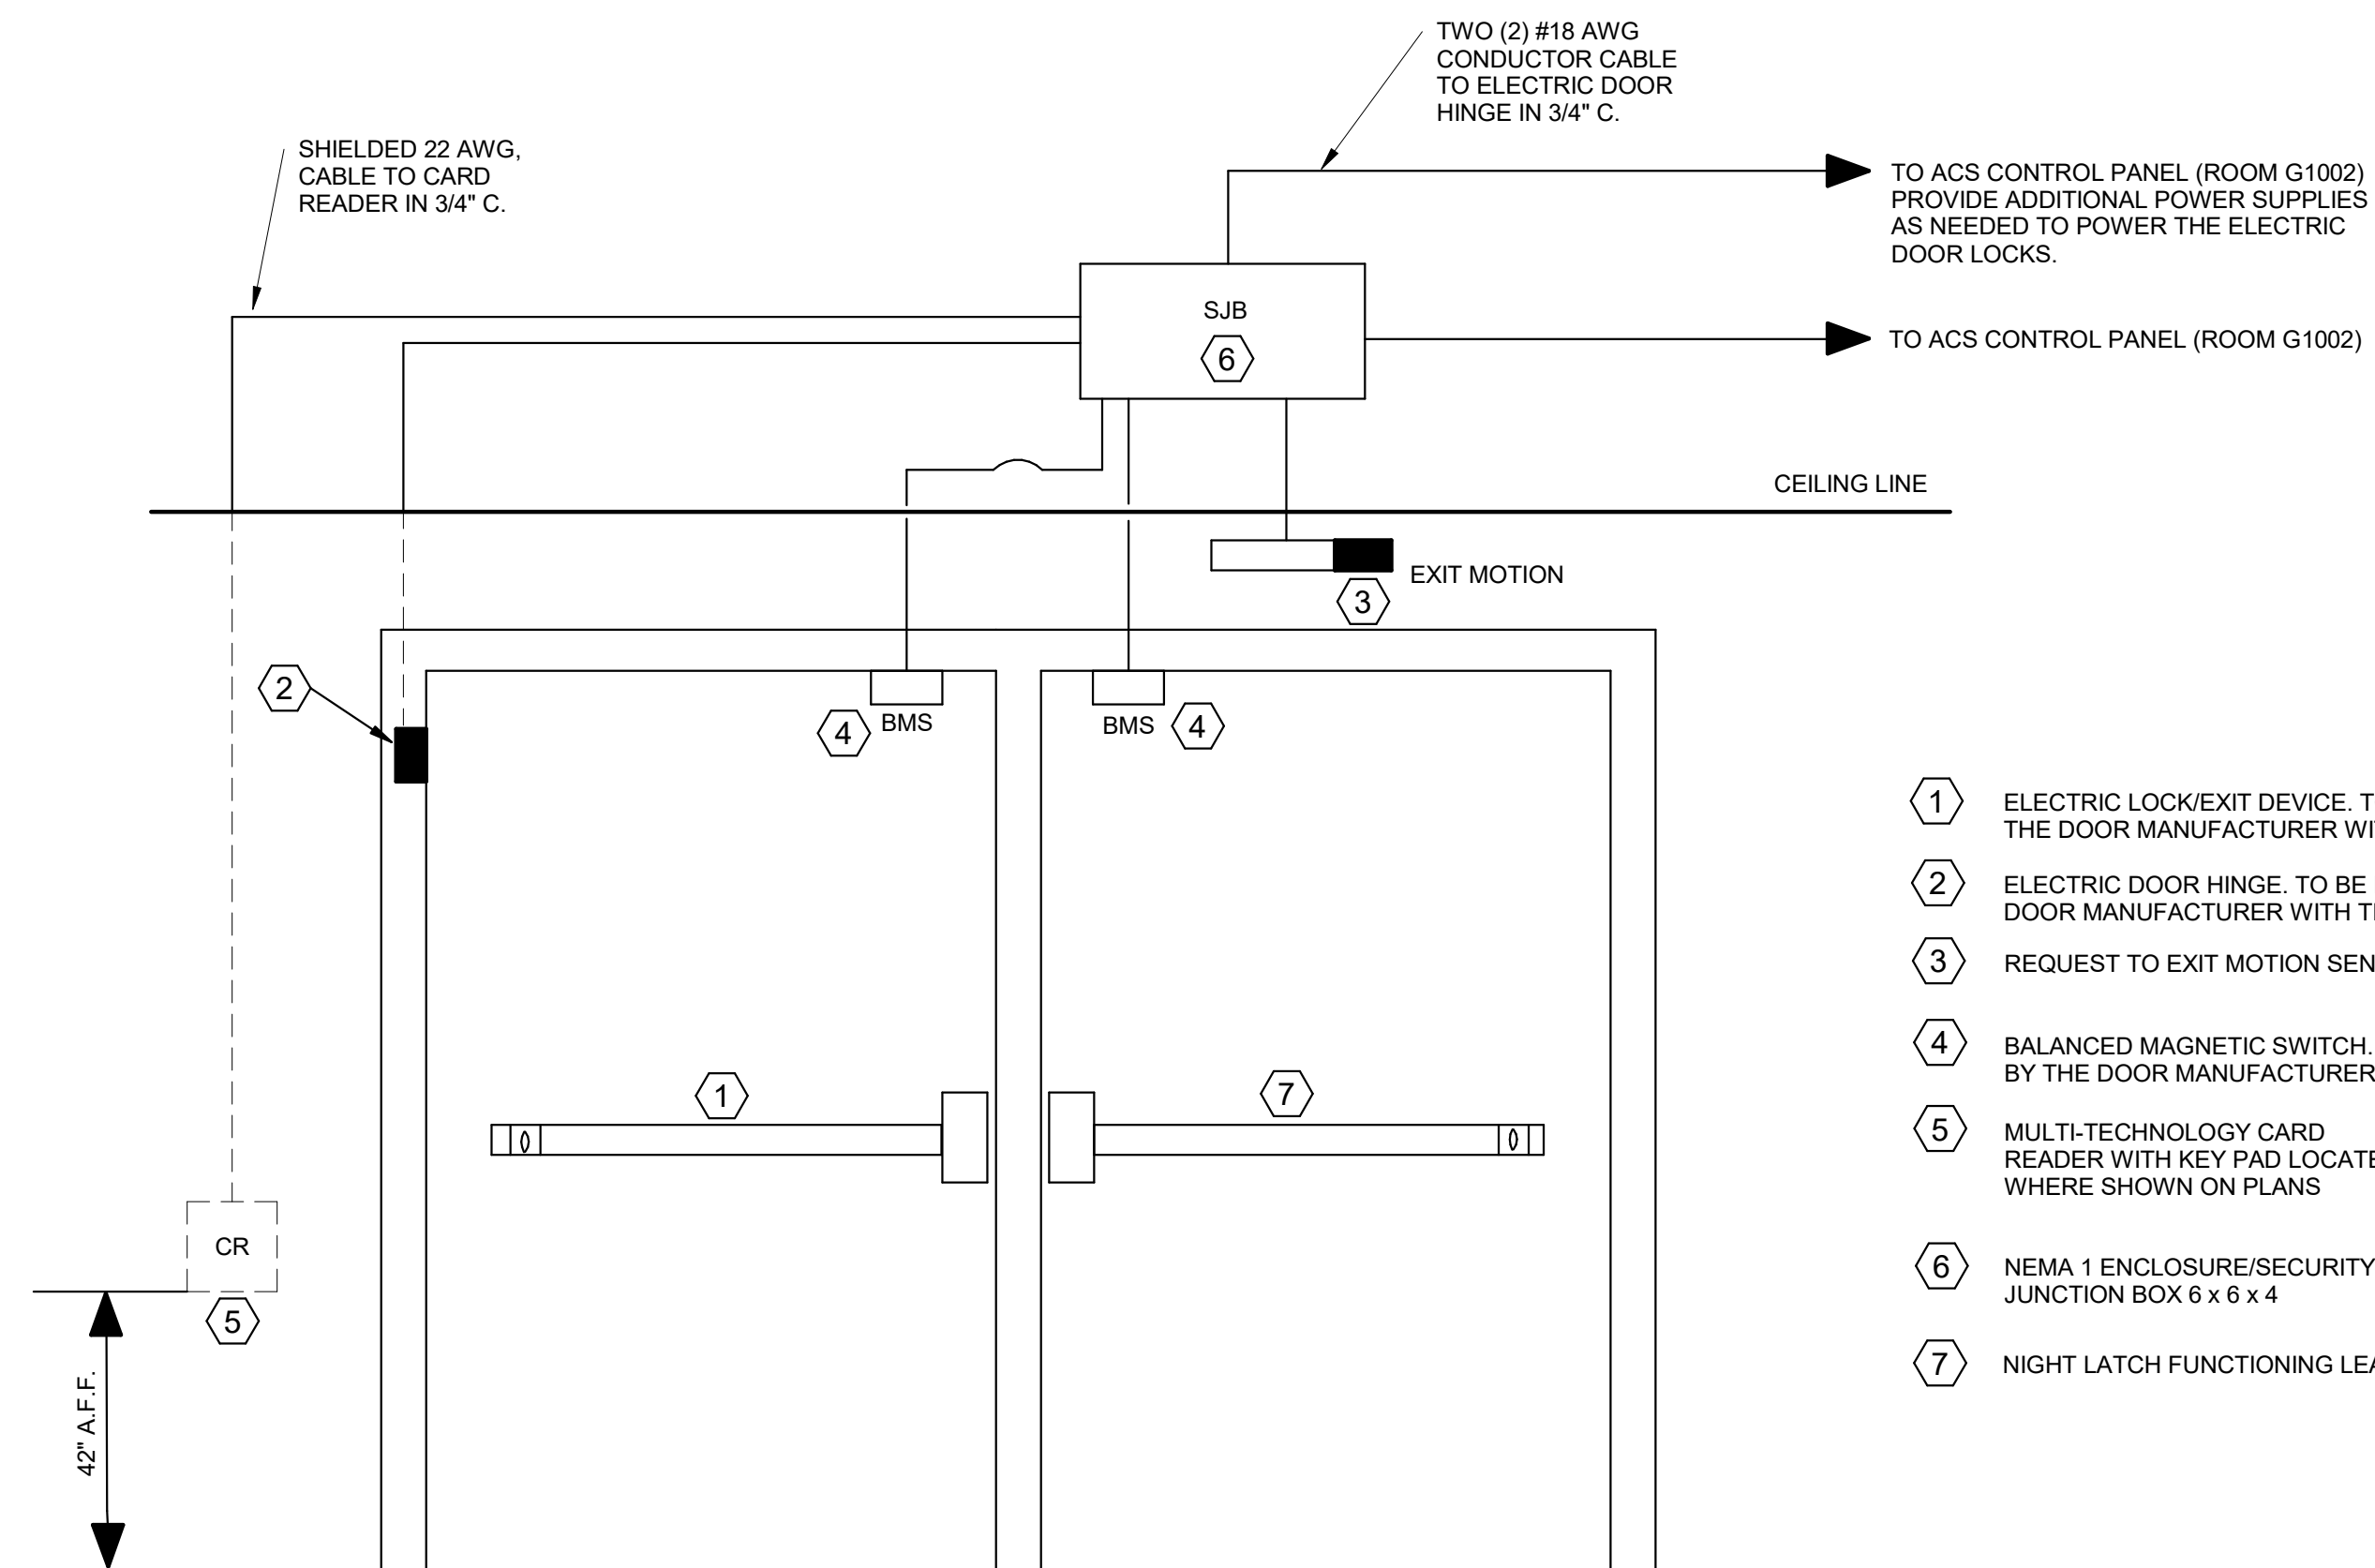 TWO (2) #18 AWG
CONDUCTOR CABLE
TO ELECTRIC DOOR
HINGE IN 3/4" C.
SHIELDED 22 AWG,
CABLE TO CARD
READER IN 3/4" C.
TO ACS CONTROL PANEL (ROOM G1002)
PROVIDE ADDITIONAL POWER SUPPLIES
AS NEEDED TO POWER THE ELECTRIC
DOOR LOCKS.
SJB
6
TO ACS CONTROL PANEL (ROOM G1002)
CEILING LINE
EXIT MOTION
3
2
4 BMS
BMS 4
1
7
CR
5
42" A.F.F.
1 ELECTRIC LOCK/EXIT DEVICE. T
THE DOOR MANUFACTURER WI
2 ELECTRIC DOOR HINGE. TO BE
DOOR MANUFACTURER WITH T
3 REQUEST TO EXIT MOTION SEN
4 BALANCED MAGNETIC SWITCH.
BY THE DOOR MANUFACTURER
5 MULTI-TECHNOLOGY CARD
READER WITH KEY PAD LOCATE
WHERE SHOWN ON PLANS
6 NEMA 1 ENCLOSURE/SECURITY
JUNCTION BOX 6 x 6 x 4
7 NIGHT LATCH FUNCTIONING LEA